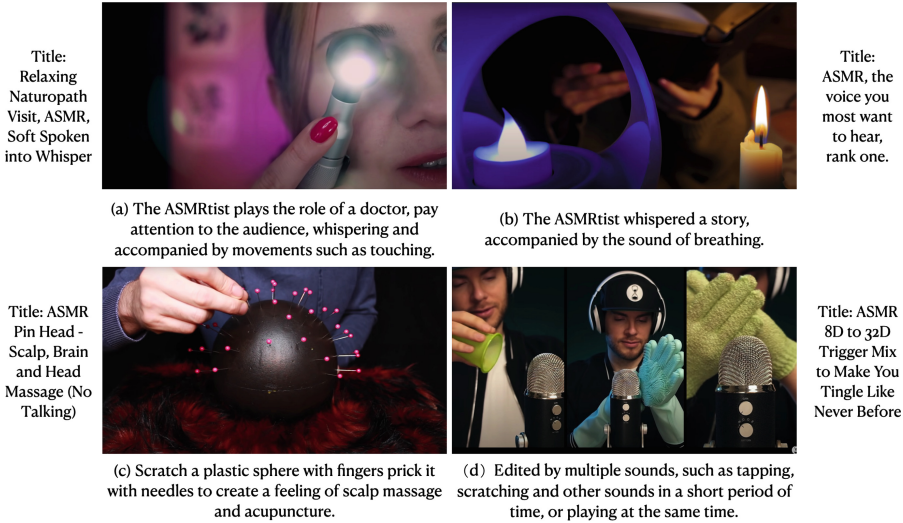 Title:
Relaxing
Naturopath
Visit, ASMR,
Soft Spoken
into Whisper
Title:
ASMR, the
voice you
most want
to hear,
rank one.
(a) The ASMRtist plays the role of a doctor, pay
attention to the audience, whispering and
accompanied by movements such as touching.
(b) The ASMRtist whispered a story,
accompanied by the sound of breathing.
Title: ASMR
Pin Head -
Scalp, Brain
and Head
Massage (No
Talking)
Title: ASMR
8D to 32D
Trigger Mix
to Make You
Tingle Like
Never Before
(c) Scratch a plastic sphere with fingers prick it
with needles to create a feeling of scalp massage
and acupuncture.
(d) Edited by multiple sounds, such as tapping,
scratching and other sounds in a short period of
time, or playing at the same time.